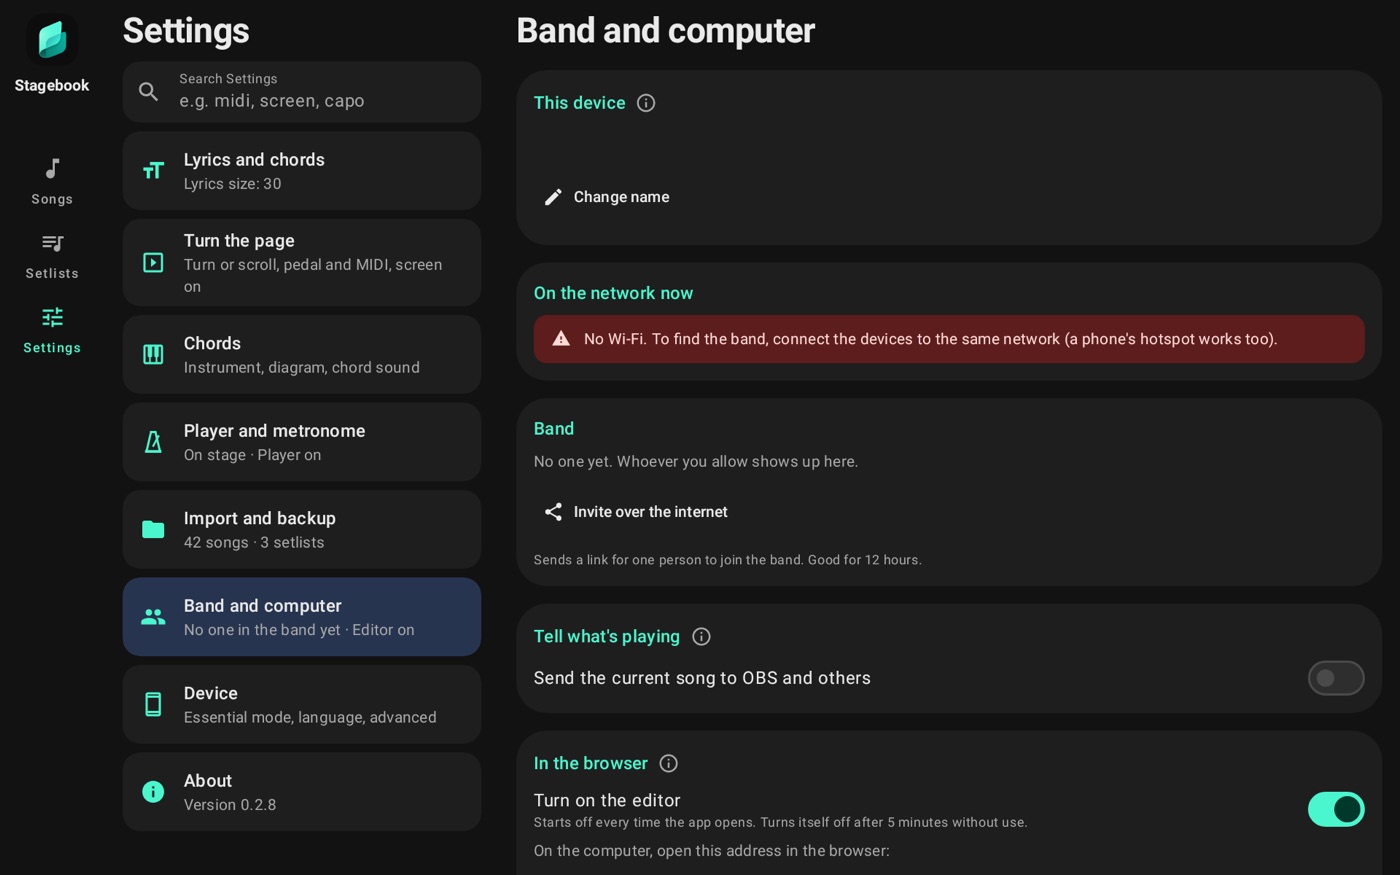 Stagebook
Songs
Setlists
Settings
Settings
Search Settings
e.g. midi, screen, capo
Lyrics and chords
Lyrics size: 30
Turn the page
Turn or scroll, pedal and MIDI, screen
on
Chords
Instrument, diagram, chord sound
Player and metronome
On stage · Player on
Import and backup
42 songs · 3 setlists
Band and computer
No one in the band yet · Editor on
Device
Essential mode, language, advanced
About
Version 0.2.8
Band and computer
This device
Change name
On the network now
No Wi-Fi. To find the band, connect the devices to the same network (a phone's hotspot works too).
Band
No one yet. Whoever you allow shows up here.
Invite over the internet
Sends a link for one person to join the band. Good for 12 hours.
Tell what's playing
Send the current song to OBS and others
In the browser
Turn on the editor
Starts off every time the app opens. Turns itself off after 5 minutes without use.
On the computer, open this address in the browser: